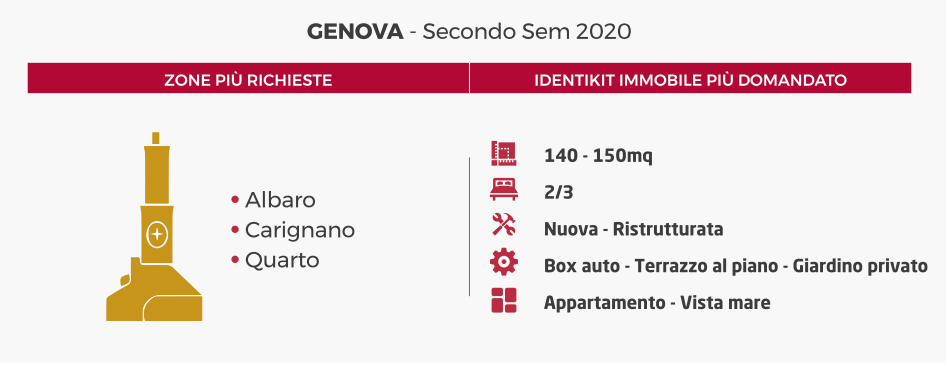 GENOVA - Secondo Sem 2020
ZONE PIÙ RICHIESTE
IDENTIKIT IMMOBILE PIÙ DOMANDATO
• Albaro
• Carignano
• Quarto
140 - 150mq
2/3
Nuova - Ristrutturata
Box auto - Terrazzo al piano - Giardino privato
Appartamento - Vista mare